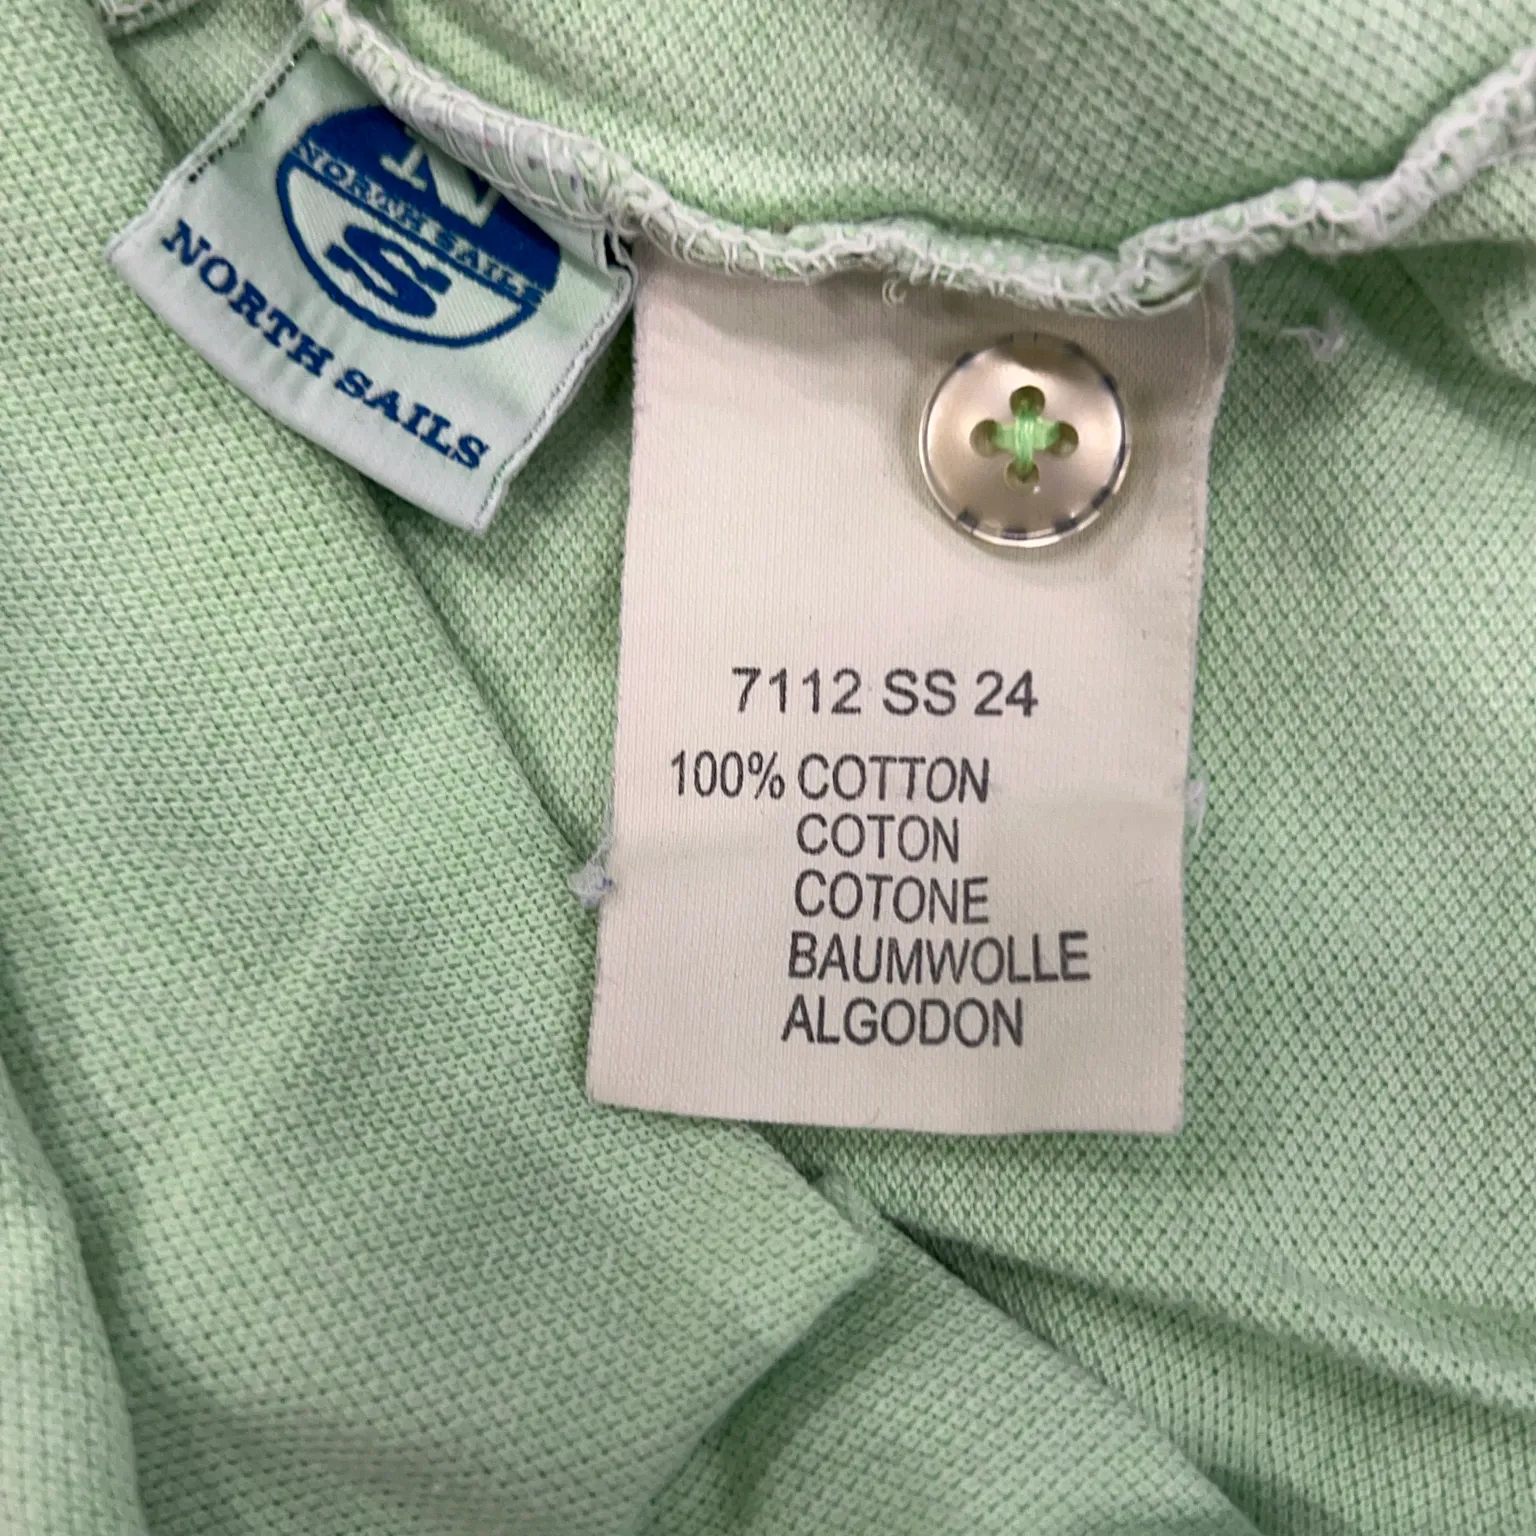 N
NORTH SAILS
S
NORTH SAILS
7112 SS 24
100% COTTON
COTON
COTONE
BAUMWOLLE
ALGODON